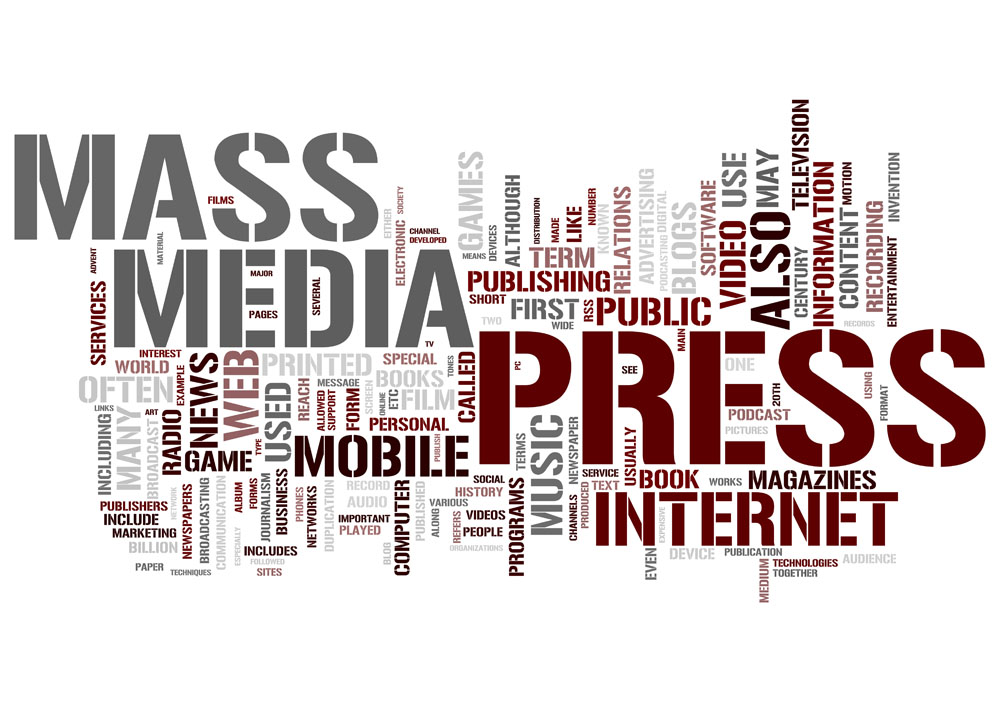 MASS
MEDIA
PRESS
INTERNET
MOBILE
FILMS
MATERIAL
ADVENT
SERVICES
MAJOR
PAGES
SEVERAL
EITHER
SOCIETY
CHANNEL
DEVELOPED
ELECTRONIC
TV
GAMES
MEANS
DEVICES
ALTHOUGH
DISTRIBUTION
MADE
LIKE
NUMBER
KNOWN
TERM
RELATIONS
ADVERTISING
PODCASTING
DIGITAL
BLOGS
SOFTWARE
USE
VIDEO
MAY
ALSO
TELEVISION
CENTURY
INFORMATION
CONTENT
MOTION
RECORDING
INVENTION
ENTERTAINMENT
RECORDS
PUBLISHING
SHORT
FIRST
TWO
WIDE
RSS
PUBLIC
MAIN
PC
SEE
ONE
20TH
USING
FORMAT
PODCAST
PICTURES
INTEREST
WORLD
OFTEN
EXAMPLE
LINKS
ART
MANY
INCLUDING
BROADCAST
RADIO
NEWS
WEB
PRINTED
SPECIAL
TONES
CALLED
BOOKS
MESSAGE
REACH
USED
TYPE
ALLOWED
SUPPORT
FORM
SCREEN
ONLINE
ETC
FILM
PERSONAL
PUBLISH
GAME
PUBLISHERS
INCLUDE
MARKETING
BILLION
PAPER
TECHNIQUES
NETWORK
NEWSPAPERS
BROADCASTING
COMMUNICATION
ESPECIALLY
ALBUM
FORMS
JOURNALISM
BUSINESS
PHONES
NETWORKS
DUPLICATION
INCLUDES
FOLLOWED
SITES
RECORD
AUDIO
IMPORTANT
PLAYED
BLOG
COMPUTER
PUBLISHED
ALONG
VARIOUS
REFERS
SOCIAL
HISTORY
VIDEOS
PEOPLE
ORGANIZATIONS
PROGRAMS
TERMS
MUSIC
NEWSPAPER
CHANNELS
PRODUCED
SERVICE
TEXT
USUALLY
BOOK
WORKS
MAGAZINES
EVEN
EXPENSIVE
DEVICE
PUBLICATION
MEDIUM
TECHNOLOGIES
TOGETHER
AUDIENCE